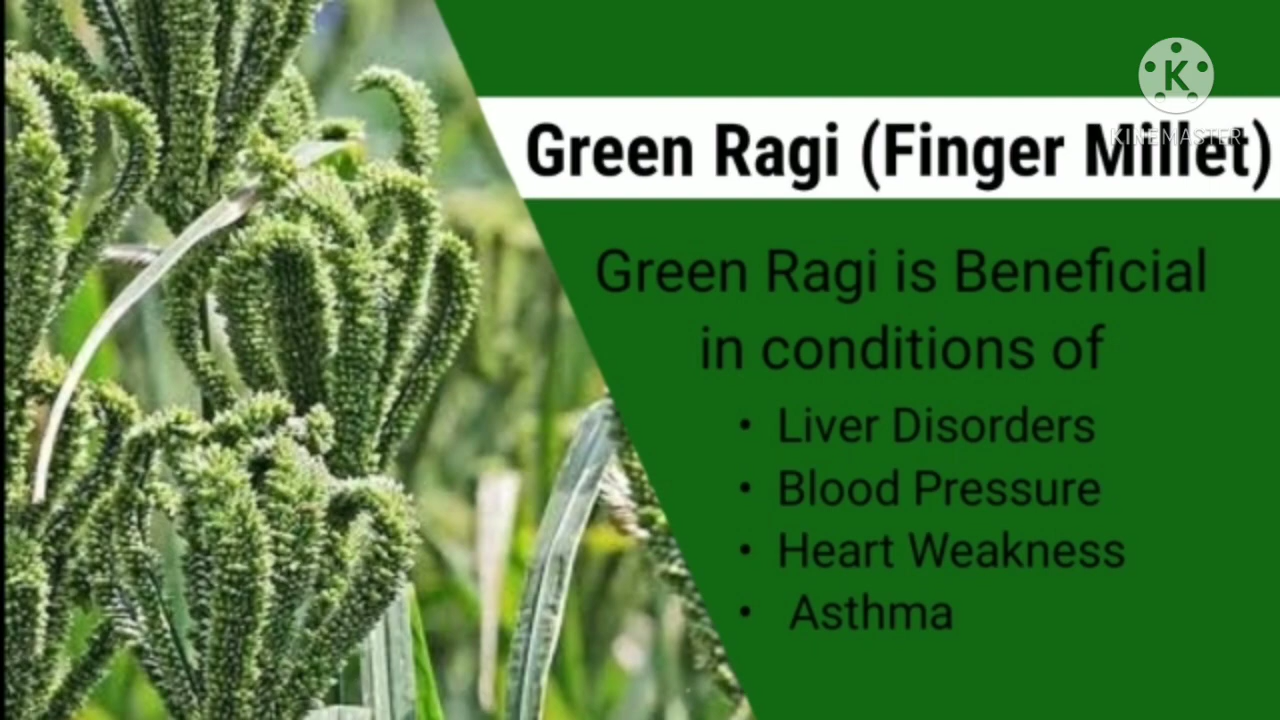 K
KINEMASTER
Green Ragi (Finger Millet)
Green Ragi is Beneficial
in conditions of
• Liver Disorders
• Blood Pressure
• Heart Weakness
• Asthma